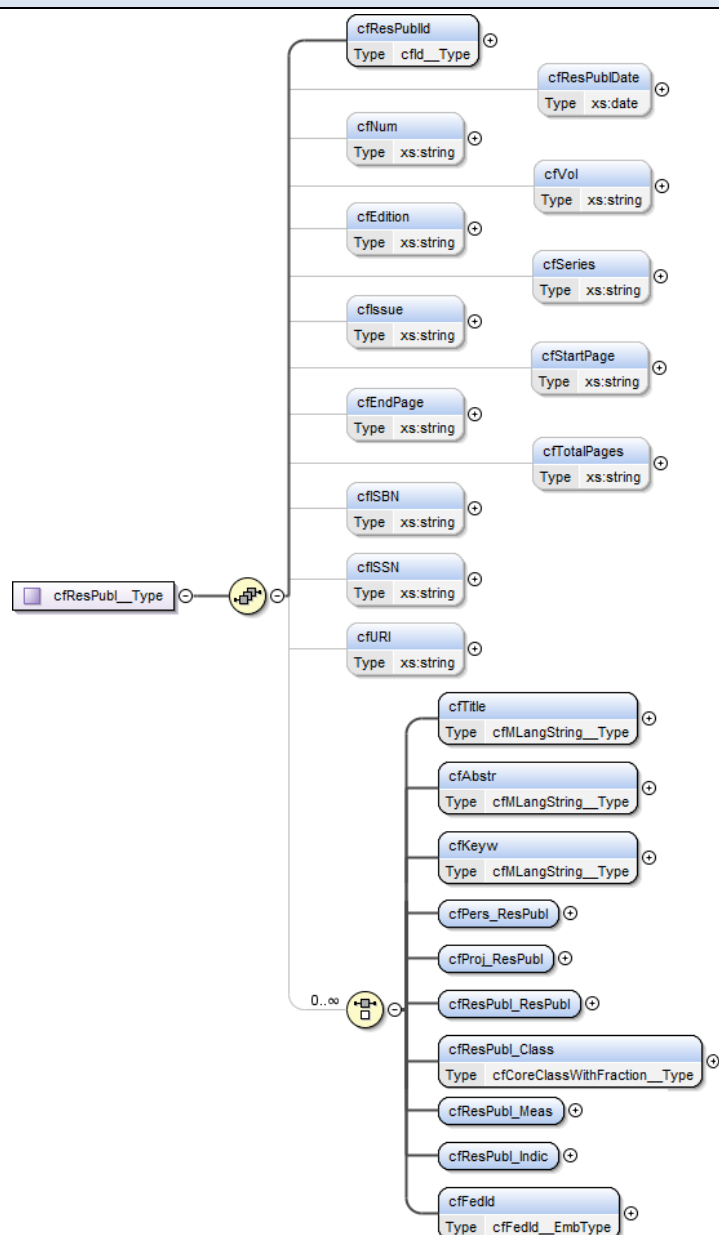 cfResPublId
Type cfId__Type
cfResPublDate
Type xs:date
cfNum
Type xs:string
cfVol
Type xs:string
cfEdition
Type xs:string
cfSeries
Type xs:string
cfIssue
Type xs:string
cfStartPage
Type xs:string
cfEndPage
Type xs:string
cfTotalPages
Type xs:string
cfISBN
Type xs:string
cfISSN
Type xs:string
cfResPubl__Type
cfURI
Type xs:string
cfTitle
Type cfMLangString__Type
cfAbstr
Type cfMLangString__Type
cfKeyw
Type cfMLangString__Type
cfPers_ResPubl
cfProj_ResPubl
0..∞
cfResPubl_ResPubl
cfResPubl_Class
Type cfCoreClassWithFraction__Type
cfResPubl_Meas
cfResPubl_Indic
cfFedId
Type cfFedId__EmbType